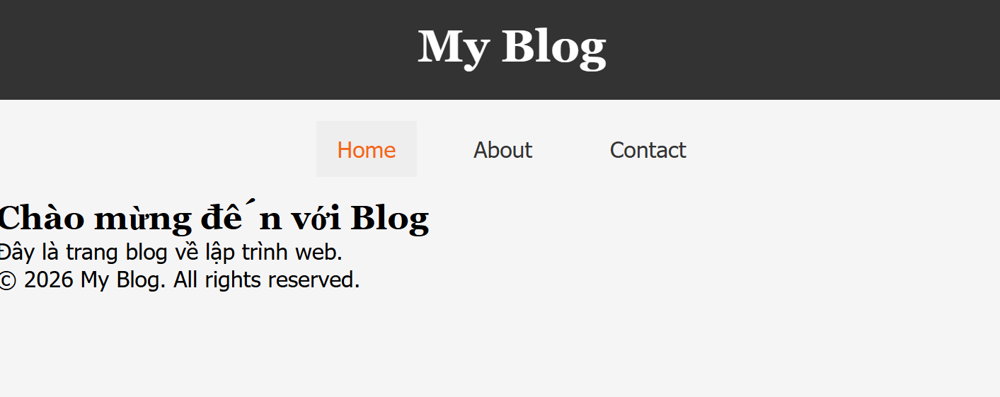 My Blog
Home About Contact
Chào mừng đến với Blog
Đây là trang blog về lập trình web.
© 2026 My Blog. All rights reserved.